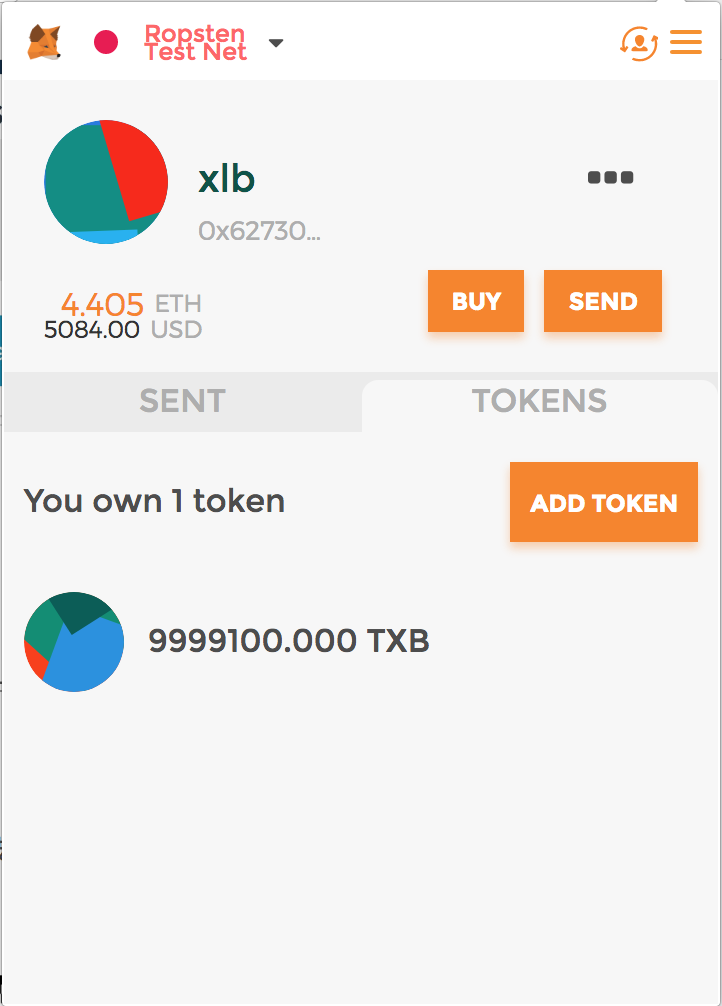 Ropsten
Test Net
xlb
0x62730...
4.405 ETH
5084.00 USD
BUY
SEND
SENT
TOKENS
You own 1 token
ADD TOKEN
9999100.000 TXB